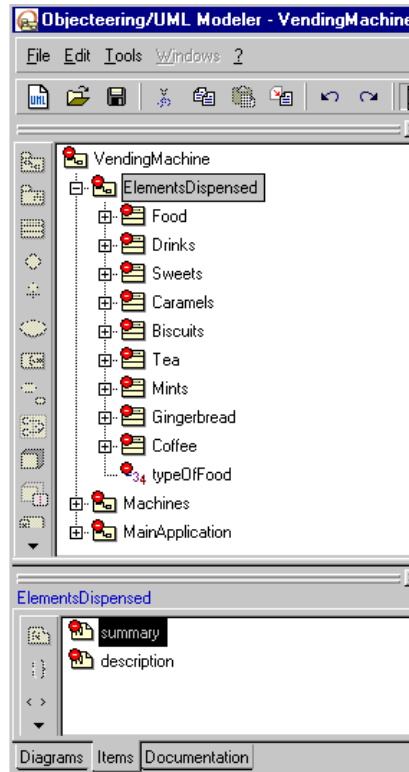 Objecteering/UML Modeler - VendingMachine
File Edit Tools Windows ?
UML
VendingMachine
ElementsDispensed
Food
Drinks
Sweets
Caramels
Biscuits
Tea
Mints
Gingerbread
Coffee
34 typeOfFood
Machines
MainApplication
ElementsDispensed
summary
description
Diagrams Items Documentation